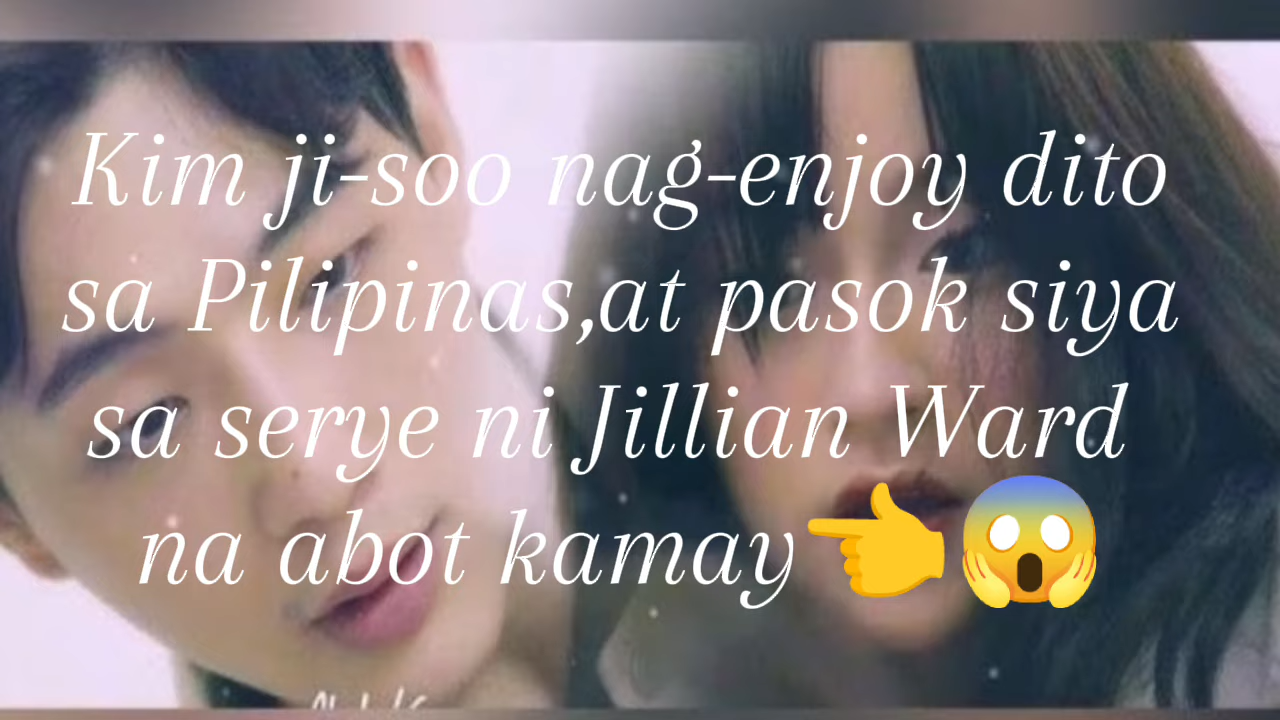 Kim ji-soo nag-enjoy dito
sa Pilipinas,at pasok siya
sa serye ni Jillian Ward
na abot kamay👈😱